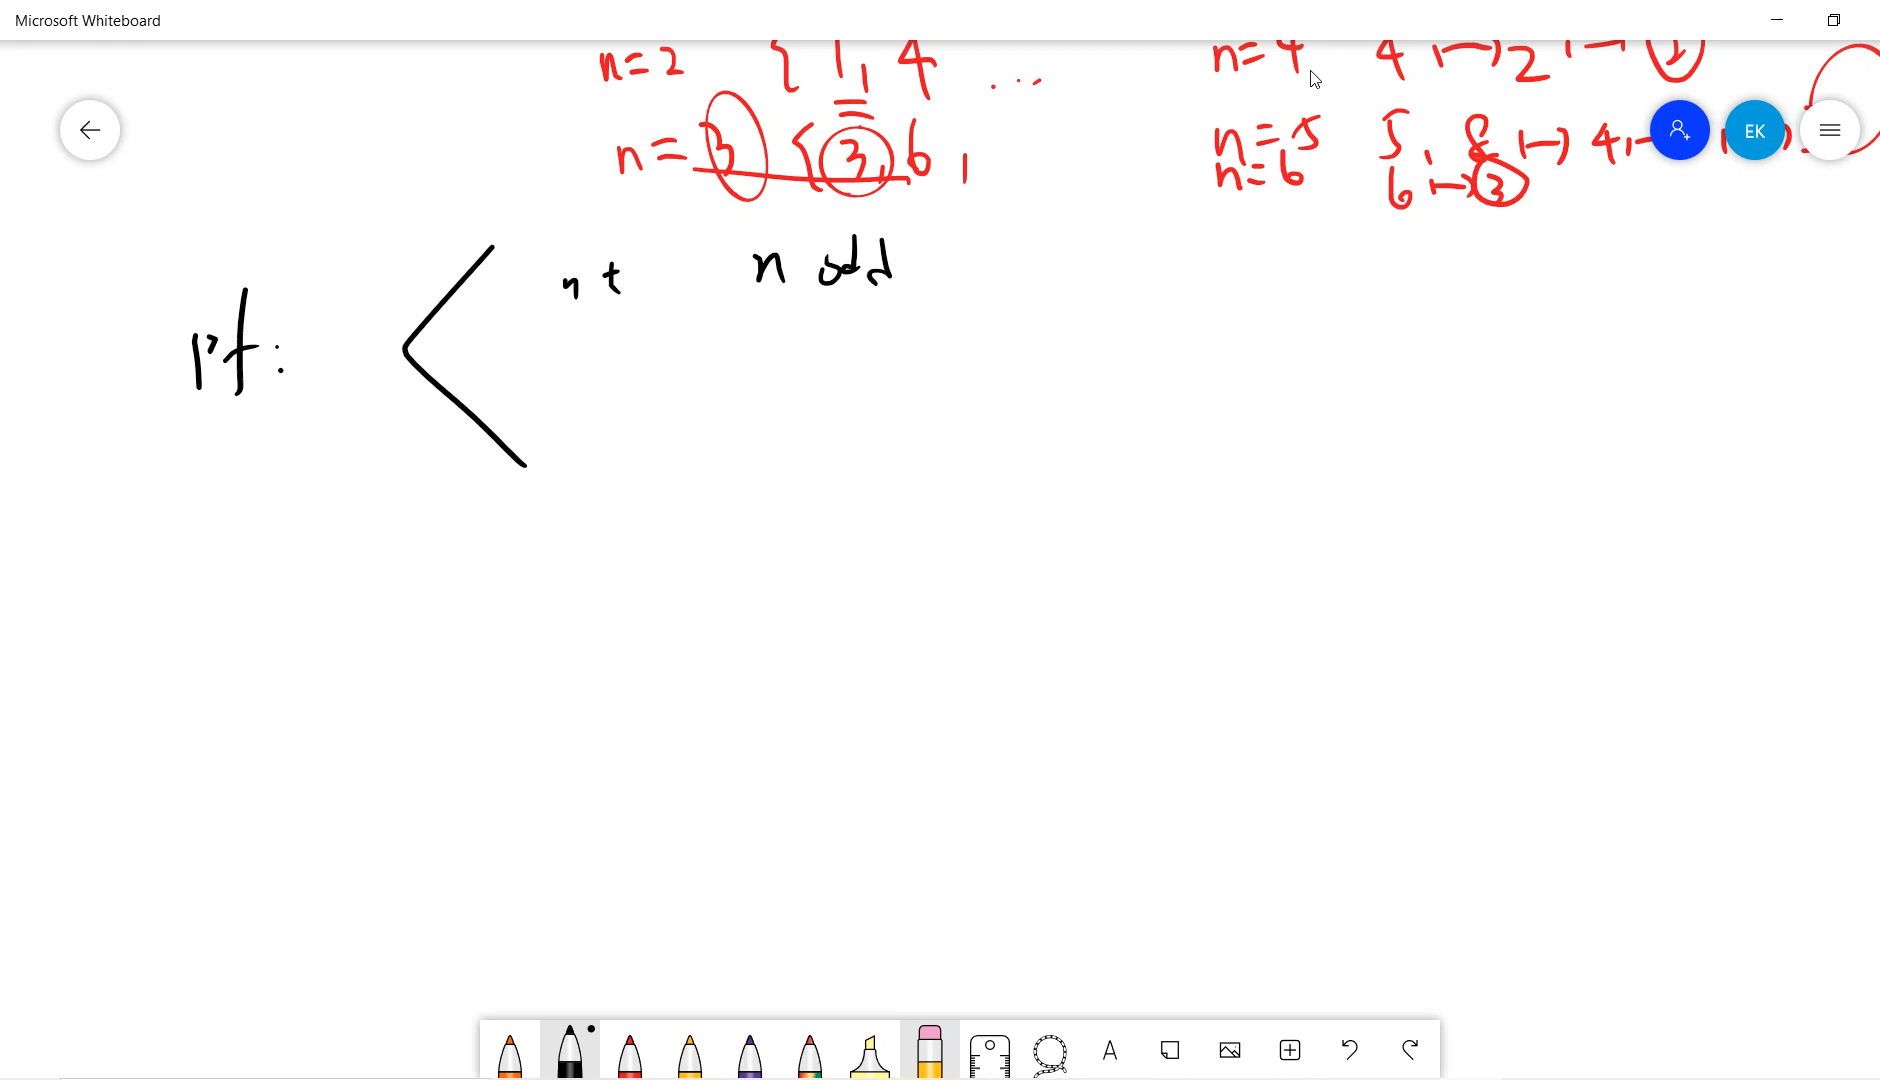 Microsoft Whiteboard
n=2 { 1, 4 ...
n=3 { 3, 6,
n=4 4 ↦ 2 ↦ 1
n=5 5, 8 ↦ 4,
n=6 6 ↦ 3
EK
n t n odd
pf:
A